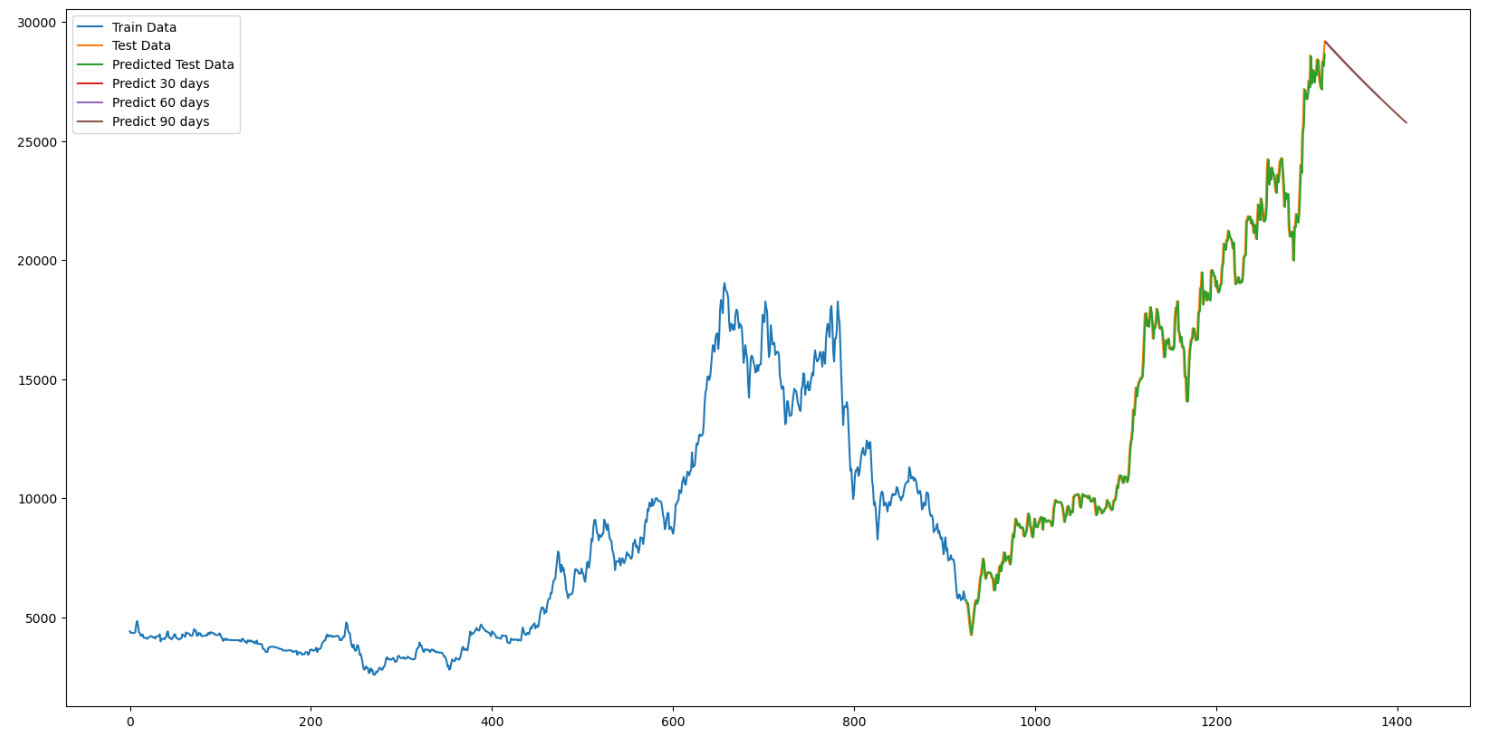 30000
25000
20000
15000
10000
5000
Train Data
Test Data
Predicted Test Data
Predict 30 days
Predict 60 days
Predict 90 days
0 200 400 600 800 1000 1200 1400